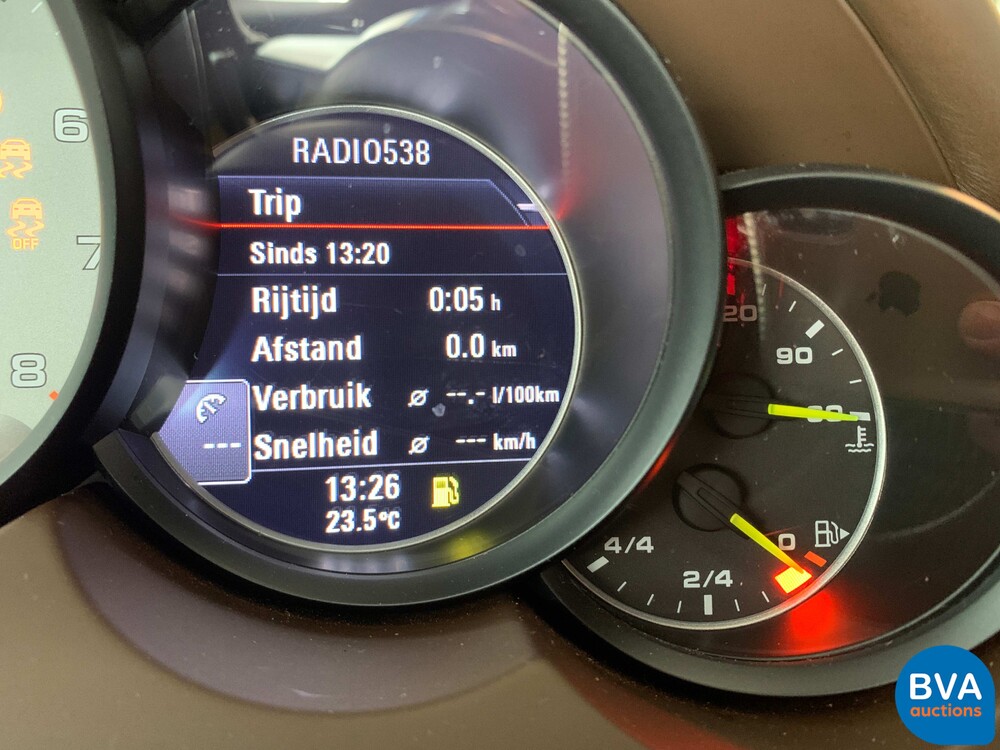 6
7
8
OFF
RADIO538
Trip
Sinds 13:20
Rijtijd 0:05 h
Afstand 0.0 km
Verbruik ø --.- l/100km
Snelheid ø --- km/h
---
13:26
23.5°C
90
4/4
2/4
0
BVA
auctions